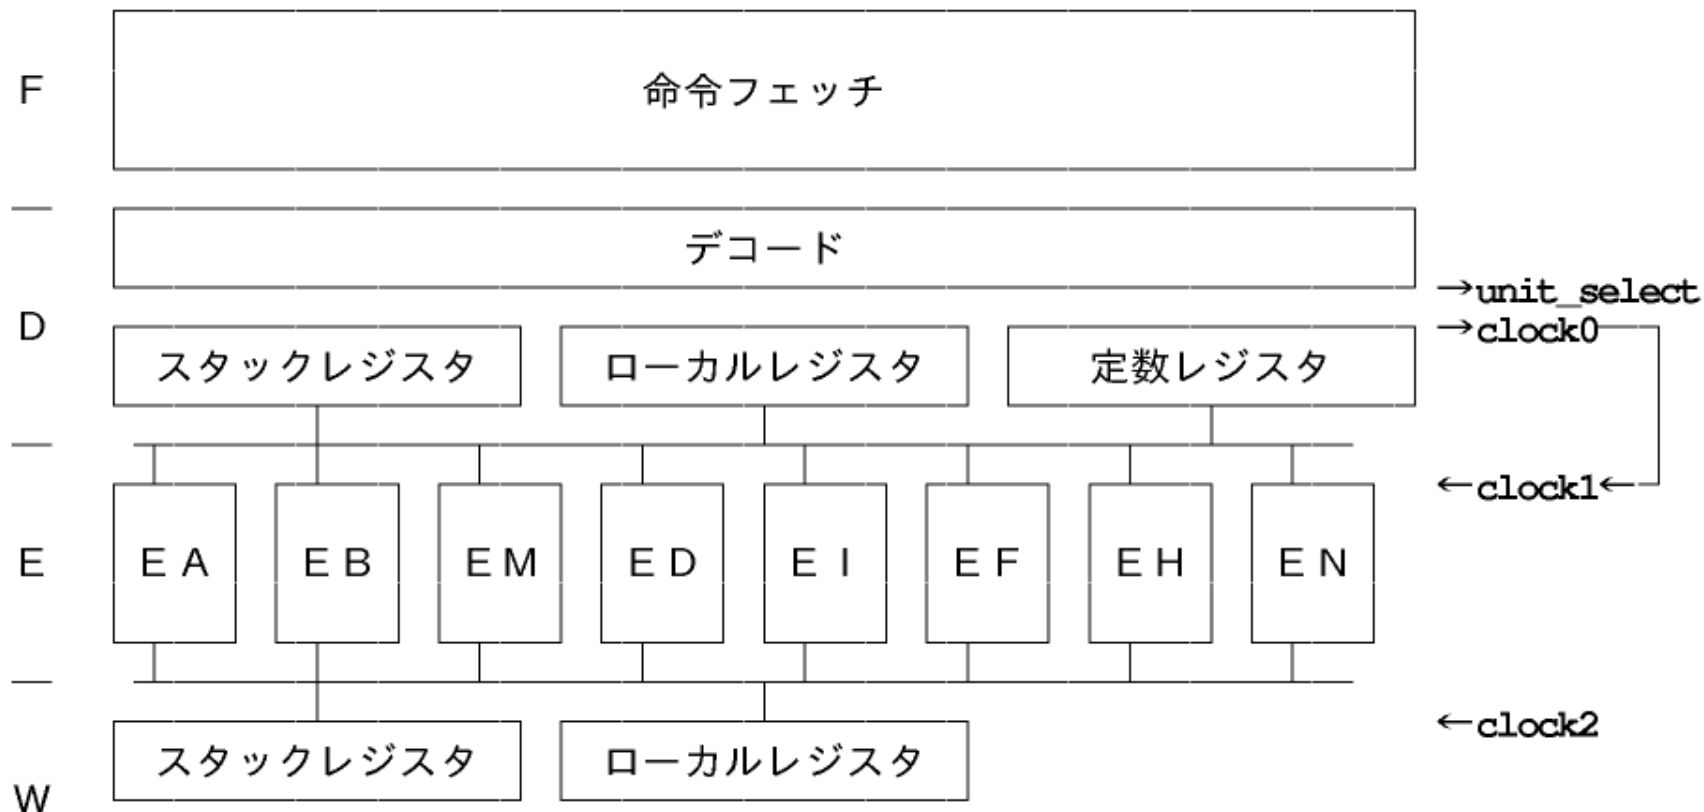 F
命令フェッチ
デコード
→unit_select
D
→clock0
スタックレジスタ
ローカルレジスタ
定数レジスタ
←clock1←
E
EA
EB
EM
ED
EI
EF
EH
EN
←clock2
スタックレジスタ
ローカルレジスタ
W